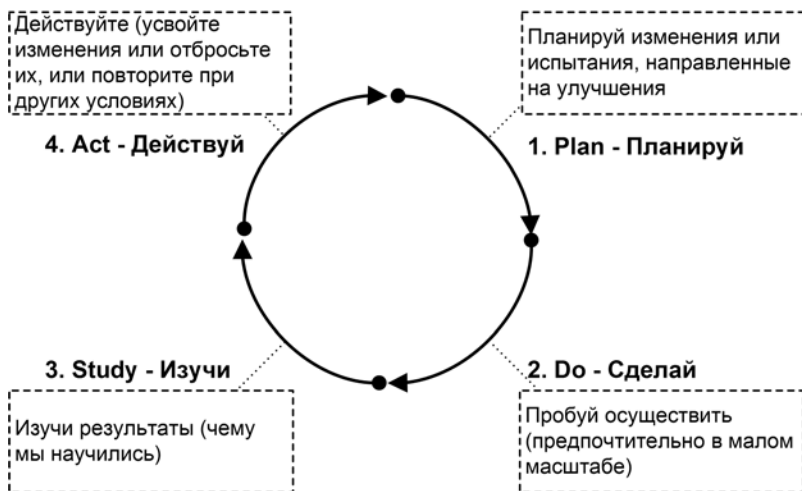 Действуйте (усвойте
изменения или отбросьте
их, или повторите при
других условиях)
4. Act - Действуй
Планируй изменения или
испытания, направленные
на улучшения
1. Plan - Планируй
3. Study - Изучи
Изучи результаты (чему
мы научились)
2. Do - Сделай
Пробуй осуществить
(предпочтительно в малом
масштабе)